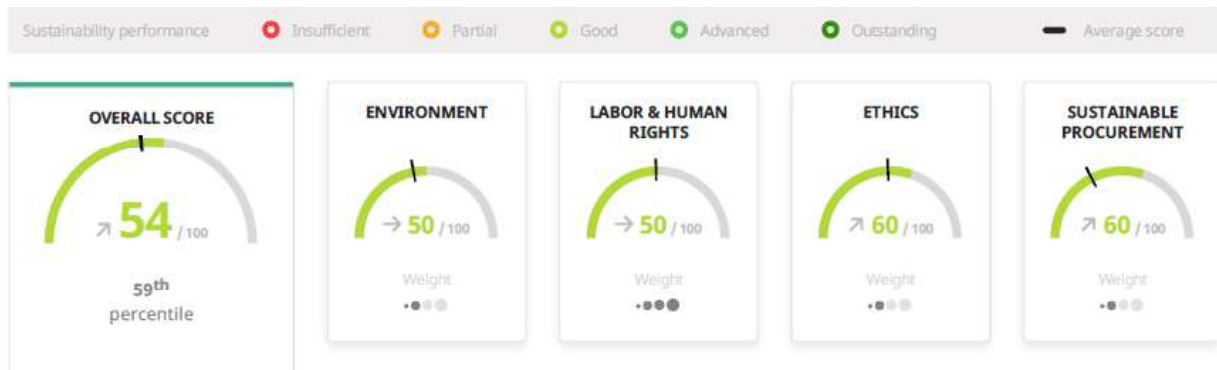 Sustainability performance Insufficient Partial Good Advanced Outstanding Average score
OVERALL SCORE
54 / 100
59th
percentile
ENVIRONMENT
50 / 100
Weight
LABOR & HUMAN
RIGHTS
50 / 100
Weight
ETHICS
60 / 100
Weight
SUSTAINABLE
PROCUREMENT
60 / 100
Weight